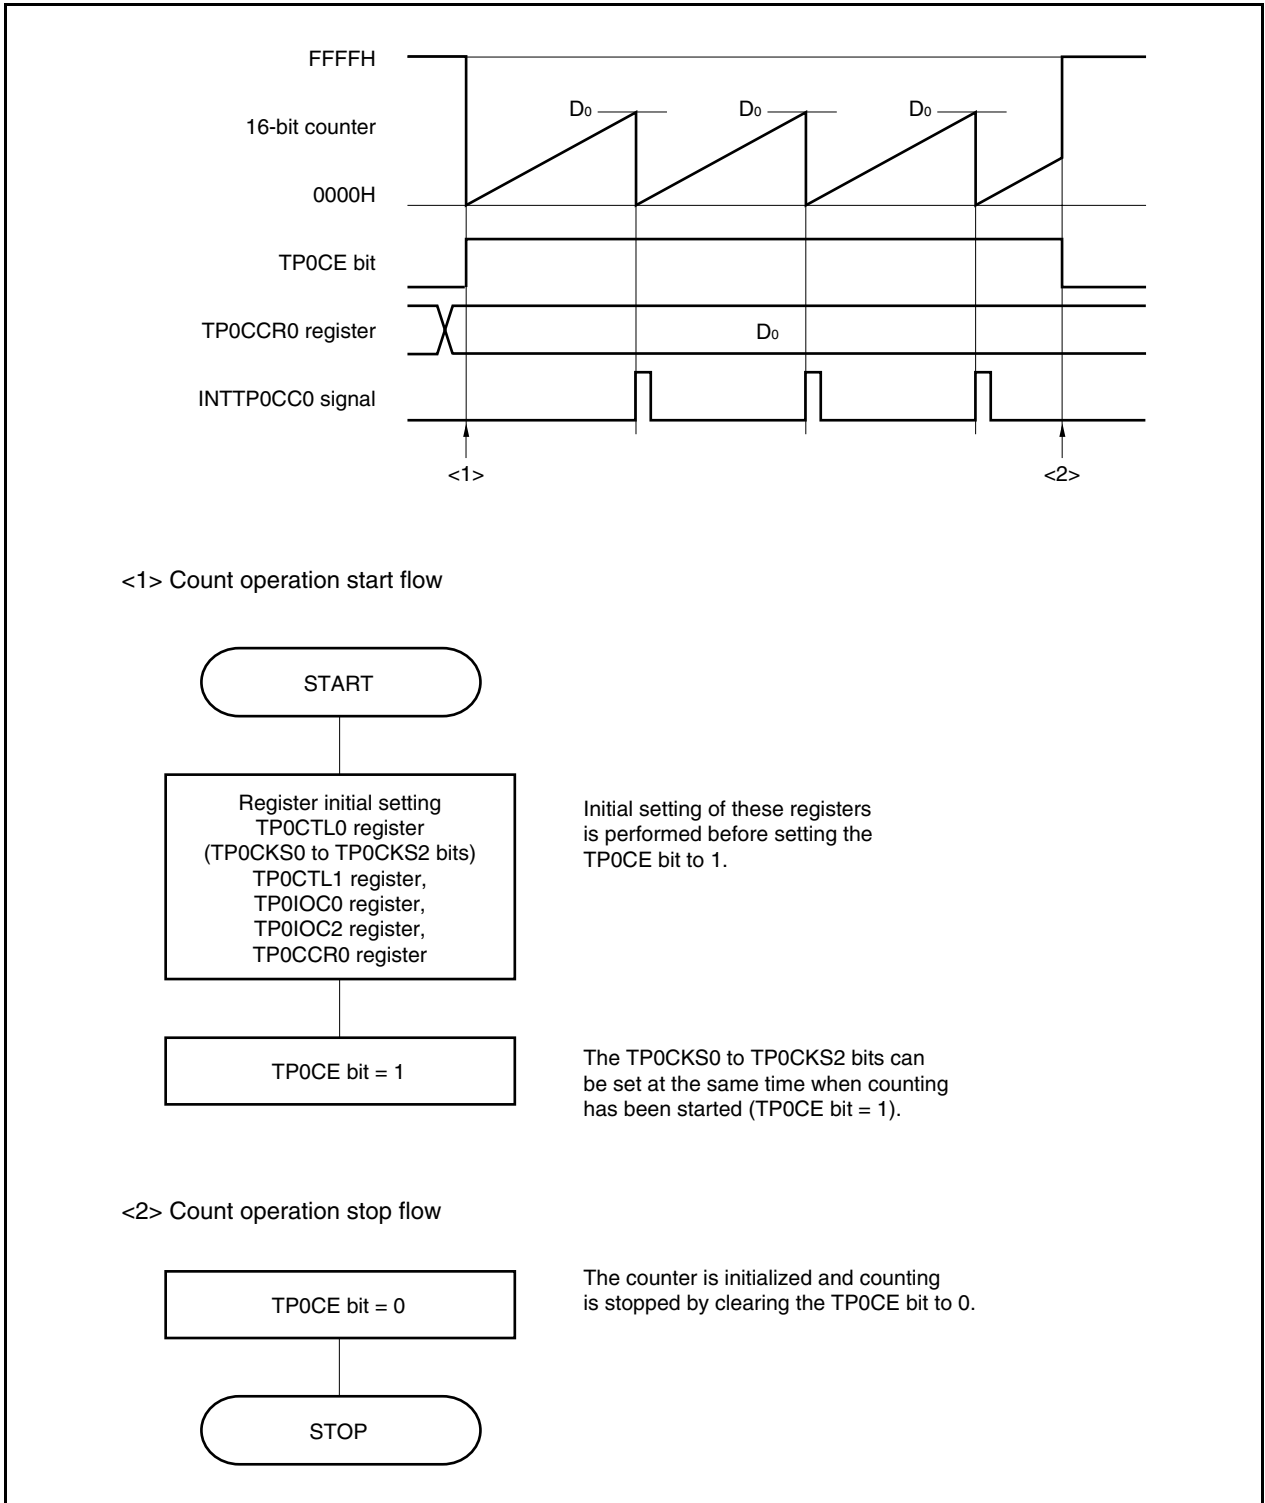 FFFFH
D0 D0 D0
16-bit counter
0000H
TP0CE bit
TP0CCR0 register
D0
INTTP0CC0 signal
<1> <2>
<1> Count operation start flow
START
Register initial setting
TP0CTL0 register
(TP0CKS0 to TP0CKS2 bits)
TP0CTL1 register,
TP0IOC0 register,
TP0IOC2 register,
TP0CCR0 register
Initial setting of these registers
is performed before setting the
TP0CE bit to 1.
TP0CE bit = 1
The TP0CKS0 to TP0CKS2 bits can
be set at the same time when counting
has been started (TP0CE bit = 1).
<2> Count operation stop flow
TP0CE bit = 0
The counter is initialized and counting
is stopped by clearing the TP0CE bit to 0.
STOP